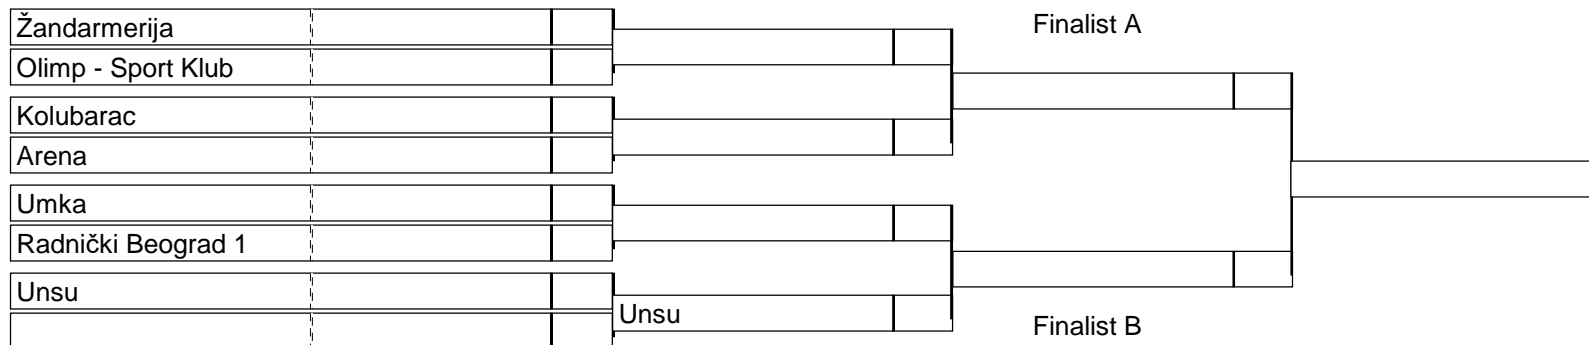 Žandarmerija
Olimp - Sport Klub
Kolubarac
Arena
Umka
Radnički Beograd 1
Unsu
Unsu
Finalist A
Finalist B